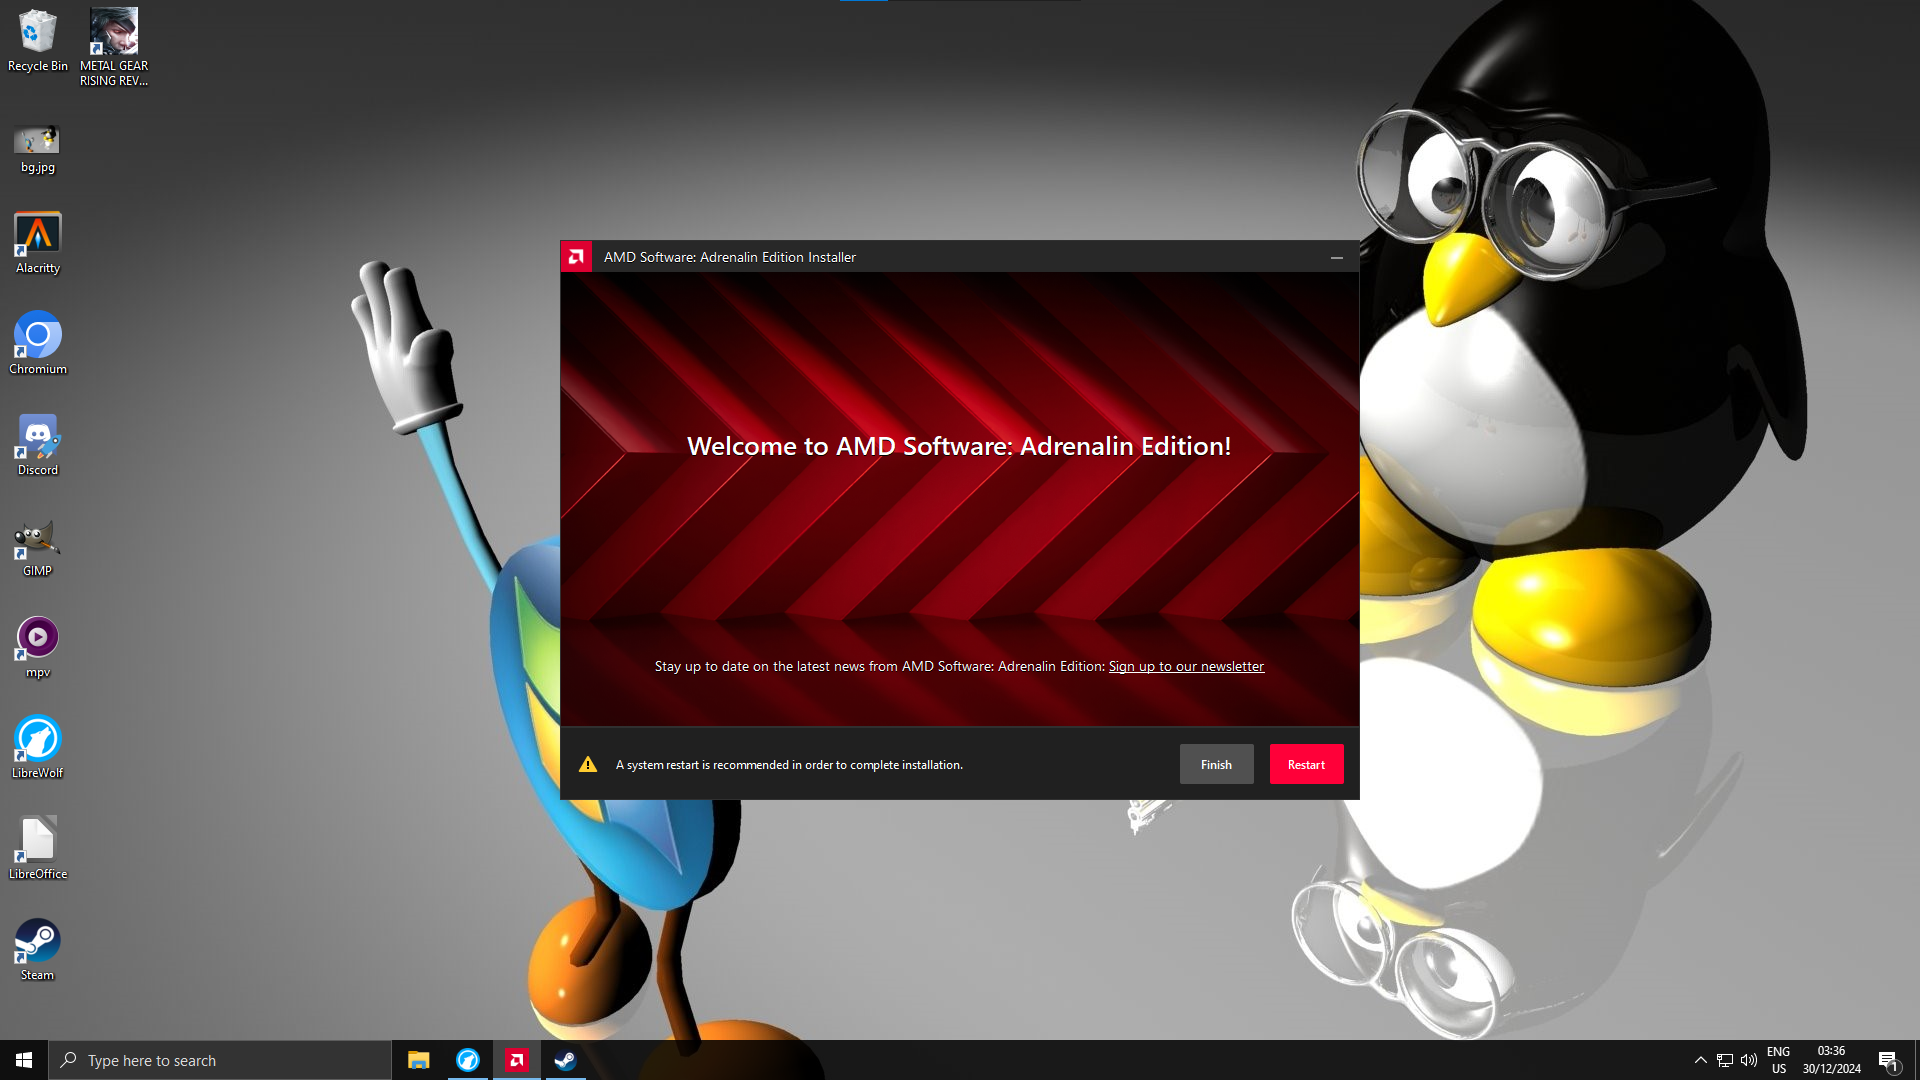 Recycle Bin
METAL GEAR
RISING REV...
bg.jpg
Alacritty
Chromium
Discord
GIMP
mpv
LibreWolf
LibreOffice
Steam
AMD Software: Adrenalin Edition Installer
Welcome to AMD Software: Adrenalin Edition!
Stay up to date on the latest news from AMD Software: Adrenalin Edition: Sign up to our newsletter
A system restart is recommended in order to complete installation.
Finish
Restart
Type here to search
ENG
US
03:36
30/12/2024
1